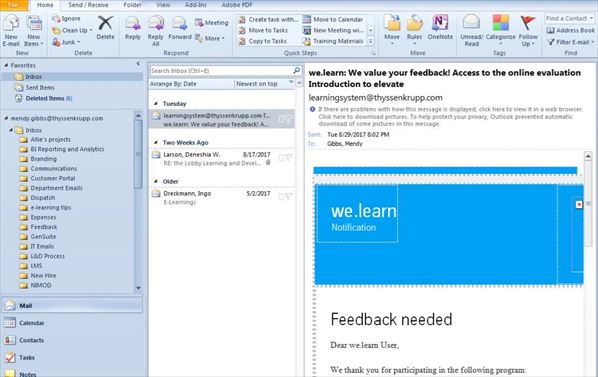 File Home Send / Receive Folder View Add-Ins Adobe PDF
New E-mail
New Items
Ignore
Clean Up
Junk
Delete
Reply
Reply All
Forward
Meeting
More
Create task with...
Move to Tasks
Copy to Tasks
Move to Calendar
New Meeting wi...
Training Materials
Move
Rules
OneNote
Unread/ Read
Categorize
Follow Up
Find a Contact
Address Book
Filter E-mail
New Delete Respond Quick Steps Move Tags Find
Favorites
Inbox
Sent Items
Deleted Items (6)
mendy.gibbs@thyssenkrupp.com
Inbox
Allie's projects
BI Reporting and Analytics
Branding
Communications
Customer Portal
Department Emails
Dispatch
e-learning tips
Expenses
Feedback
GenSuite
IT Emails
L&D Process
LMS
New Hire
NIMOD
Mail
Calendar
Contacts
Tasks
Notes
Search Inbox (Ctrl+E)
Arrange By: Date Newest on top
Tuesday
learningsystem@thyssenkrupp.com T...
we.learn: We value your feedback! A...
Two Weeks Ago
Larson, Deneshia W. 8/17/2017
RE: the Lobby Learning and Devel...
Older
Dreckmann, Ingo 5/2/2017
E-Learnings
we.learn: We value your feedback! Access to the online evaluation
Introduction to elevate
learningsystem@thyssenkrupp.com
If there are problems with how this message is displayed, click here to view it in a web browser.
Click here to download pictures. To help protect your privacy, Outlook prevented automatic
download of some pictures in this message.
Sent: Tue 8/29/2017 8:02 PM
To: Gibbs, Mendy
we.learn
Notification
Feedback needed
Dear we.learn User,
We thank you for participating in the following program: